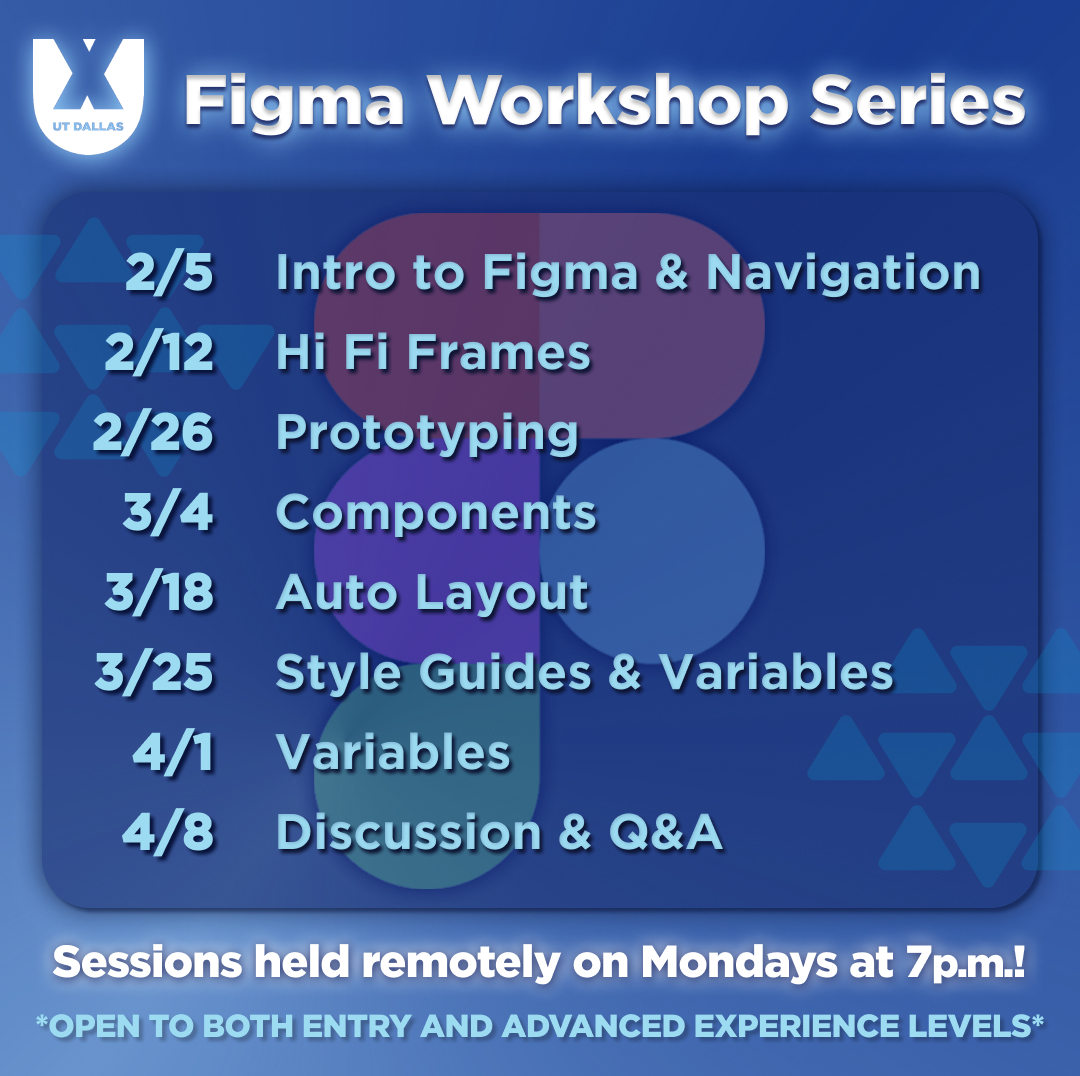 UX
UT DALLAS
Figma Workshop Series
2/5 Intro to Figma & Navigation
2/12 Hi Fi Frames
2/26 Prototyping
3/4 Components
3/18 Auto Layout
3/25 Style Guides & Variables
4/1 Variables
4/8 Discussion & Q&A
Sessions held remotely on Mondays at 7p.m.!
*OPEN TO BOTH ENTRY AND ADVANCED EXPERIENCE LEVELS*